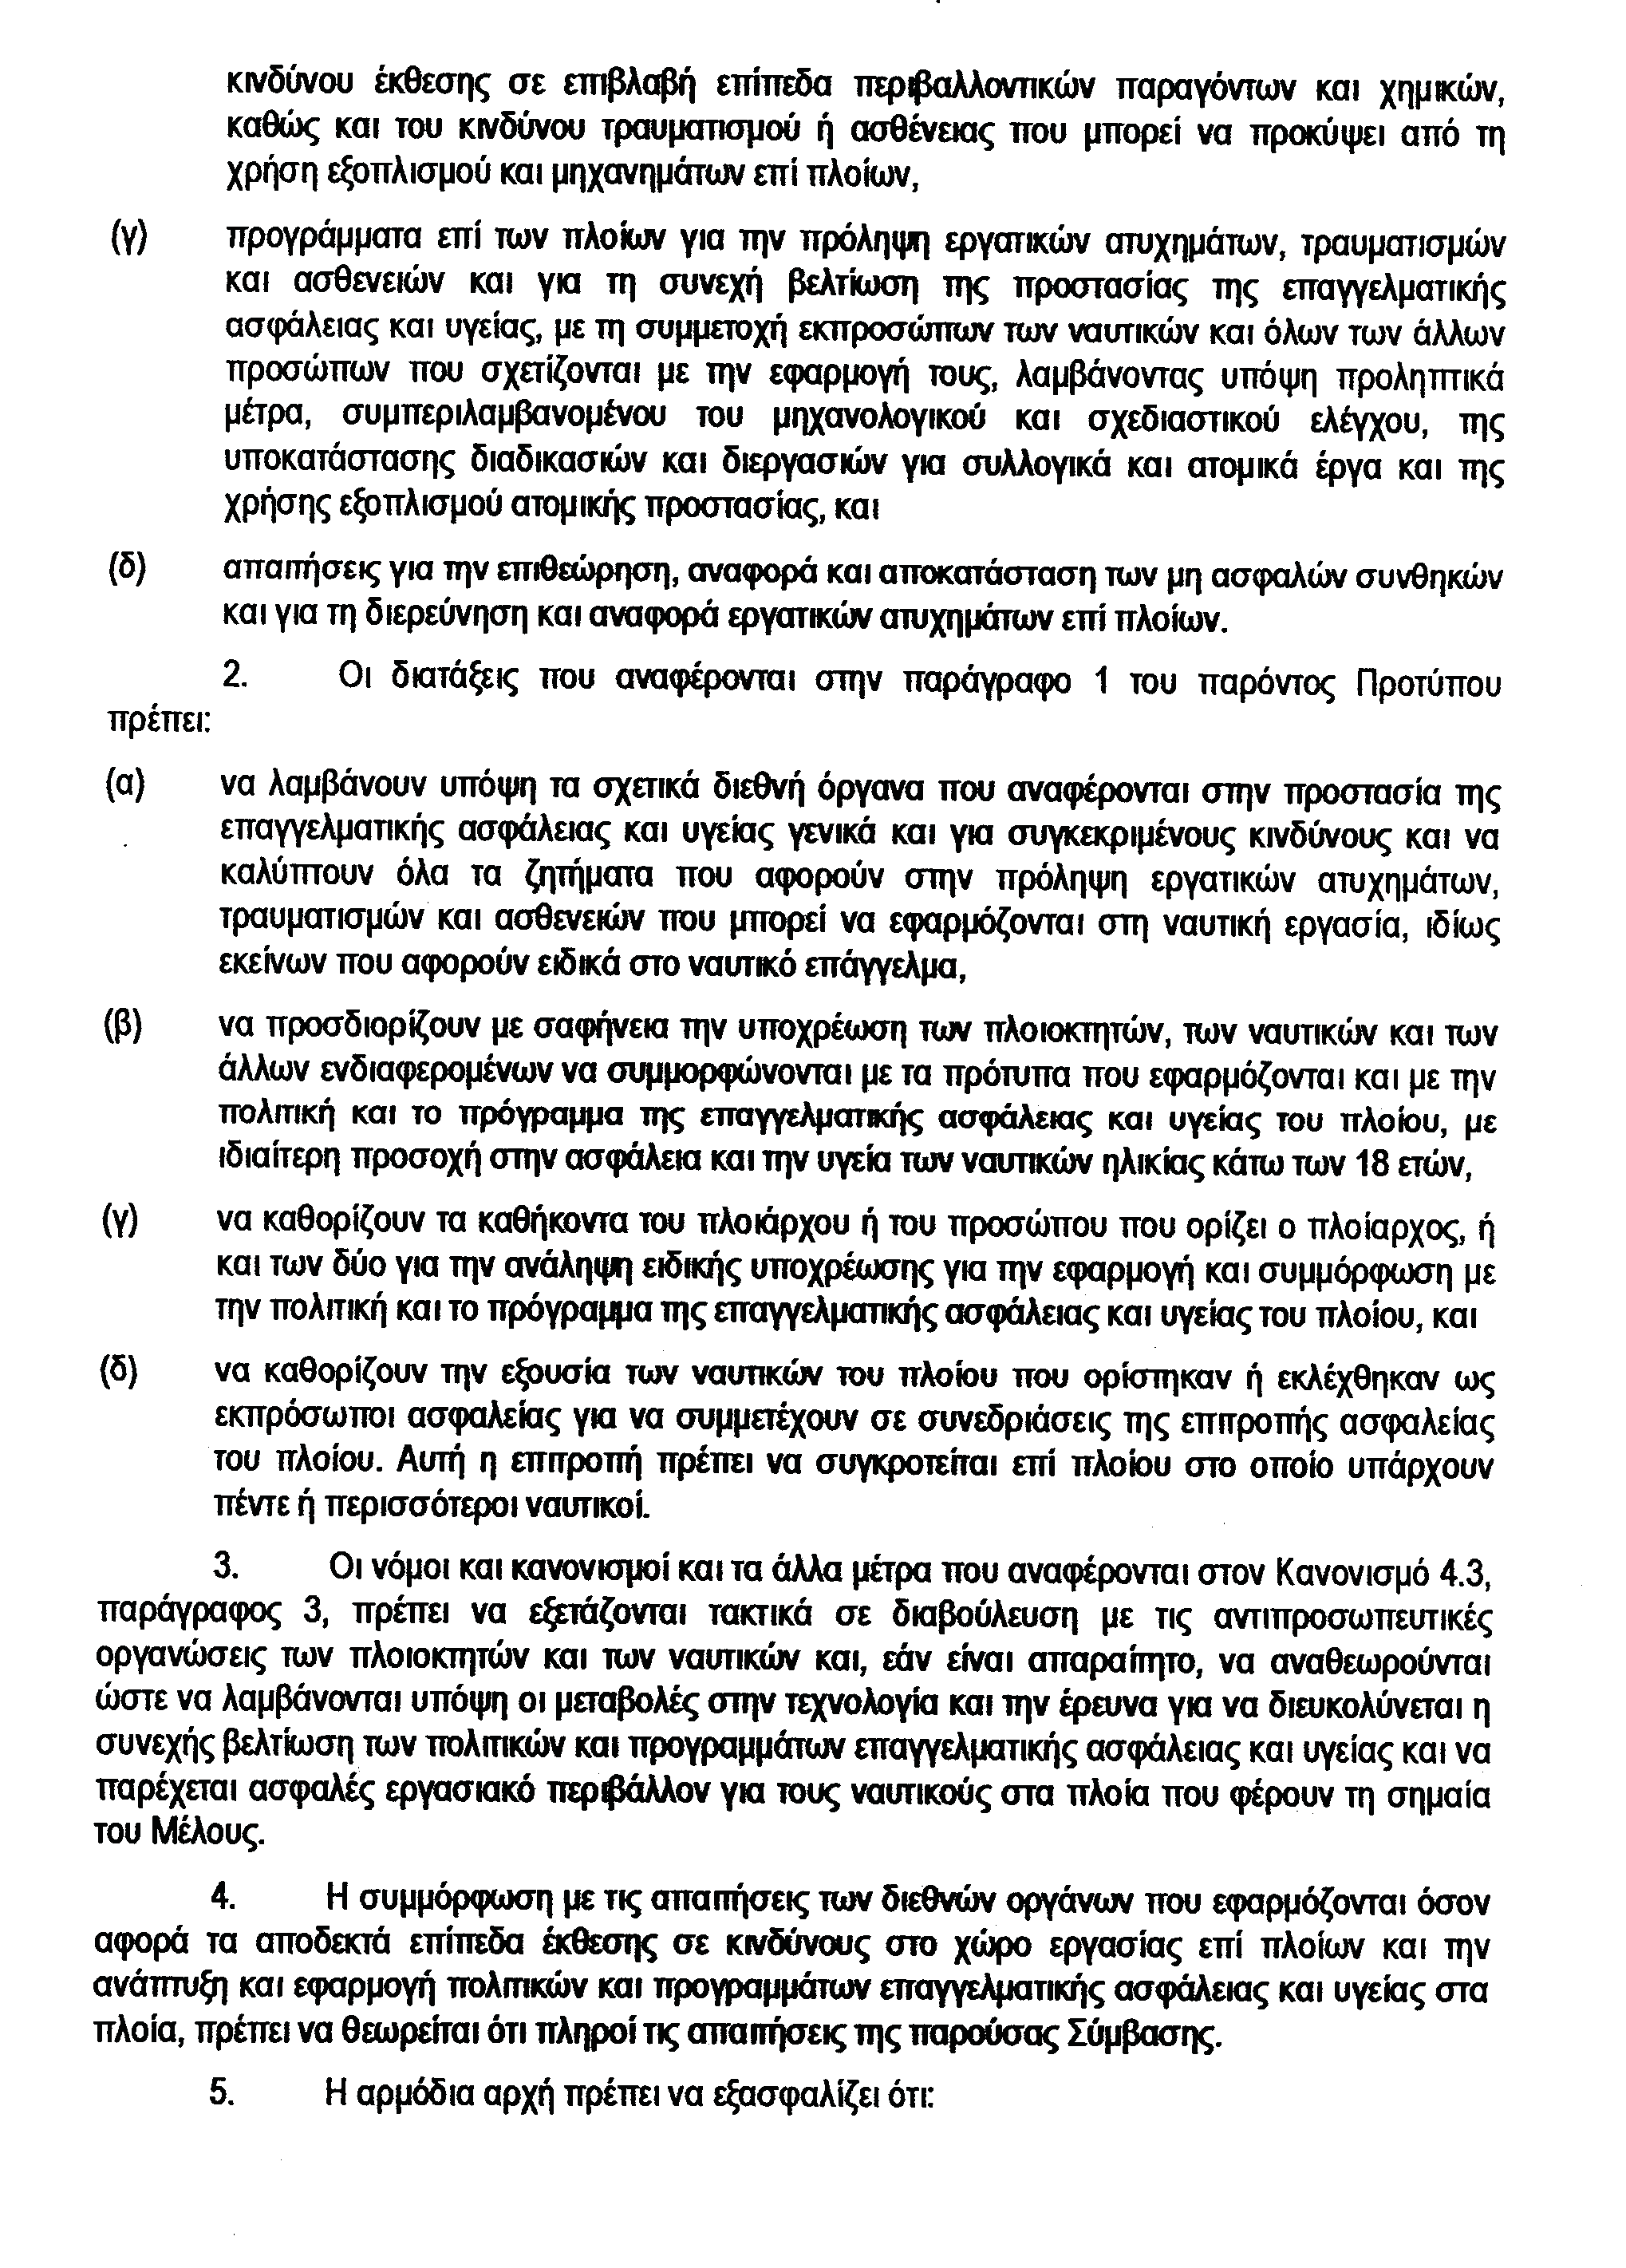 κινδύνου έκθεσης σε επιβλαβή επίπεδα περιβαλλοντικών παραγόντων και χημικών,
καθώς και του κινδύνου τραυματισμού ή ασθένειας που μπορεί να προκύψει από τη
χρήση εξοπλισμού και μηχανημάτων επί πλοίων,
(γ) προγράμματα επί των πλοίων για την πρόληψη εργατικών ατυχημάτων, τραυματισμών
και ασθενειών και για τη συνεχή βελτίωση της προστασίας της επαγγελματικής
ασφάλειας και υγείας, με τη συμμετοχή εκπροσώπων των ναυτικών και όλων των άλλων
προσώπων που σχετίζονται με την εφαρμογή τους, λαμβάνοντας υπόψη προληπτικά
μέτρα, συμπεριλαμβανομένου του μηχανολογικού και σχεδιαστικού ελέγχου, της
υποκατάστασης διαδικασιών και διεργασιών για συλλογικά και ατομικά έργα και της
χρήσης εξοπλισμού ατομικής προστασίας, και
(δ) απαιτήσεις για την επιθεώρηση, αναφορά και αποκατάσταση των μη ασφαλών συνθηκών
και για τη διερεύνηση και αναφορά εργατικών ατυχημάτων επί πλοίων.
2. Οι διατάξεις που αναφέρονται στην παράγραφο 1 του παρόντος Προτύπου
πρέπει:
(α) να λαμβάνουν υπόψη τα σχετικά διεθνή όργανα που αναφέρονται στην προστασία της
επαγγελματικής ασφάλειας και υγείας γενικά και για συγκεκριμένους κινδύνους και να
καλύπτουν όλα τα ζητήματα που αφορούν στην πρόληψη εργατικών ατυχημάτων,
τραυματισμών και ασθενειών που μπορεί να εφαρμόζονται στη ναυτική εργασία, ιδίως
εκείνων που αφορούν ειδικά στο ναυτικό επάγγελμα,
(β) να προσδιορίζουν με σαφήνεια την υποχρέωση των πλοιοκτητών, των ναυτικών και των
άλλων ενδιαφερομένων να συμμορφώνονται με τα πρότυπα που εφαρμόζονται και με την
πολιτική και το πρόγραμμα της επαγγελματικής ασφάλειας και υγείας του πλοίου, με
ιδιαίτερη προσοχή στην ασφάλεια και την υγεία των ναυτικών ηλικίας κάτω των 18 ετών,
(γ) να καθορίζουν τα καθήκοντα του πλοιάρχου ή του προσώπου που ορίζει ο πλοίαρχος, ή
και των δύο για την ανάληψη ειδικής υποχρέωσης για την εφαρμογή και συμμόρφωση με
την πολιτική και το πρόγραμμα της επαγγελματικής ασφάλειας και υγείας του πλοίου, και
(δ) να καθορίζουν την εξουσία των ναυτικών του πλοίου που ορίστηκαν ή εκλέχθηκαν ως
εκπρόσωποι ασφαλείας για να συμμετέχουν σε συνεδριάσεις της επιτροπής ασφαλείας
του πλοίου. Αυτή η επιτροπή πρέπει να συγκροτείται επί πλοίου στο οποίο υπάρχουν
πέντε ή περισσότεροι ναυτικοί.
3. Οι νόμοι και κανονισμοί και τα άλλα μέτρα που αναφέρονται στον Κανονισμό 4.3,
παράγραφος 3, πρέπει να εξετάζονται τακτικά σε διαβούλευση με τις αντιπροσωπευτικές
οργανώσεις των πλοιοκτητών και των ναυτικών και, εάν είναι απαραίτητο, να αναθεωρούνται
ώστε να λαμβάνονται υπόψη οι μεταβολές στην τεχνολογία και την έρευνα για να διευκολύνεται η
συνεχής βελτίωση των πολιτικών και προγραμμάτων επαγγελματικής ασφάλειας και υγείας και να
παρέχεται ασφαλές εργασιακό περιβάλλον για τους ναυτικούς στα πλοία που φέρουν τη σημαία
του Μέλους.
4. Η συμμόρφωση με τις απαιτήσεις των διεθνών οργάνων που εφαρμόζονται όσον
αφορά τα αποδεκτά επίπεδα έκθεσης σε κινδύνους στο χώρο εργασίας επί πλοίων και την
ανάπτυξη και εφαρμογή πολιτικών και προγραμμάτων επαγγελματικής ασφάλειας και υγείας στα
πλοία, πρέπει να θεωρείται ότι πληροί τις απαιτήσεις της παρούσας Σύμβασης.
5. Η αρμόδια αρχή πρέπει να εξασφαλίζει ότι: